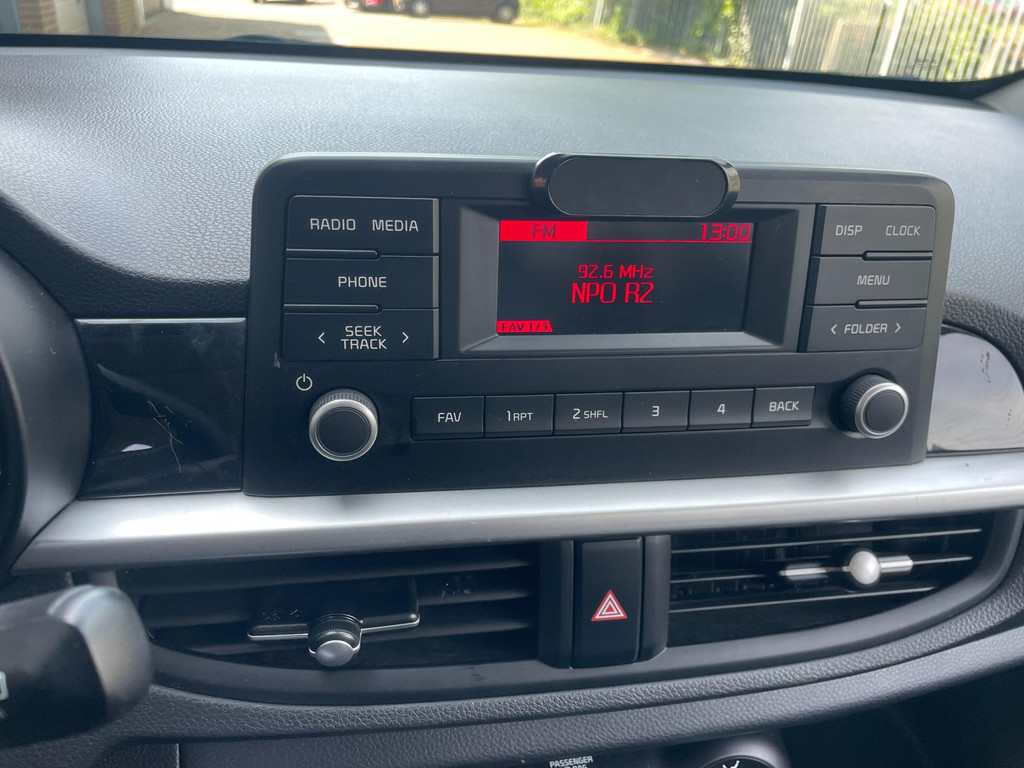 RADIO MEDIA
PHONE
< SEEK TRACK >
FM 13:00
92.6 MHz
NPO R2
FAV 1/3
DISP CLOCK
MENU
< FOLDER >
FAV 1 RPT 2 SHFL 3 4 BACK
PASSENGER